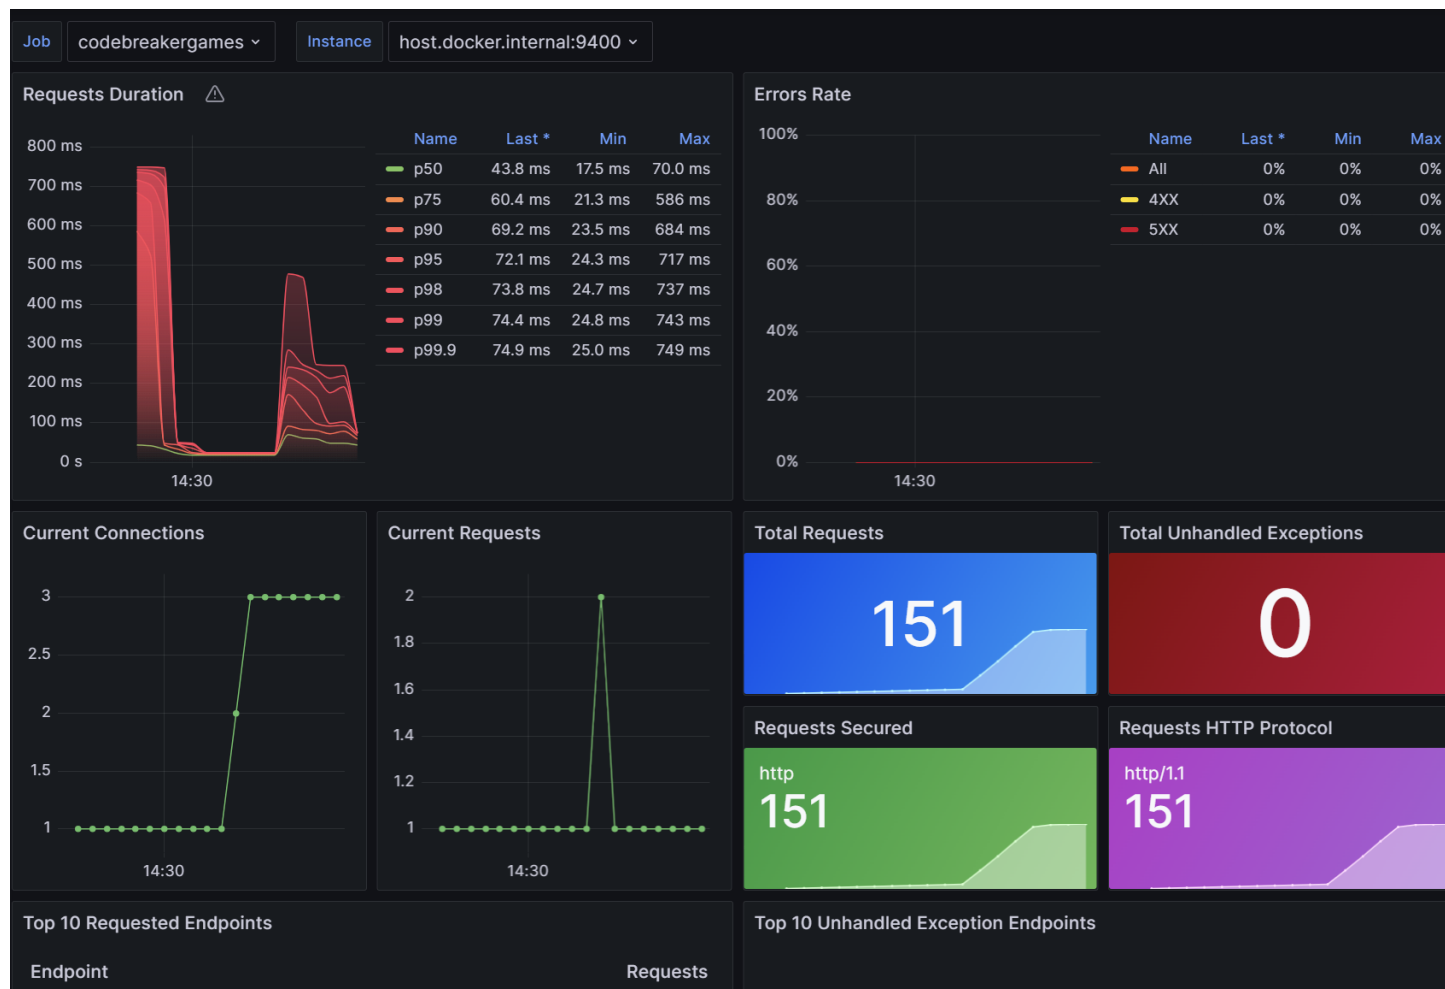 Job codebreakergames Instance host.docker.internal:9400
Requests Duration
800 ms
700 ms
600 ms
500 ms
400 ms
300 ms
200 ms
100 ms
0 s
14:30
Name Last * Min Max
p50 43.8 ms 17.5 ms 70.0 ms
p75 60.4 ms 21.3 ms 586 ms
p90 69.2 ms 23.5 ms 684 ms
p95 72.1 ms 24.3 ms 717 ms
p98 73.8 ms 24.7 ms 737 ms
p99 74.4 ms 24.8 ms 743 ms
p99.9 74.9 ms 25.0 ms 749 ms
Errors Rate
100%
80%
60%
40%
20%
0%
14:30
Name Last * Min Max
All 0% 0% 0%
4XX 0% 0% 0%
5XX 0% 0% 0%
Current Connections
3
2.5
2
1.5
1
14:30
Current Requests
2
1.8
1.6
1.4
1.2
1
14:30
Total Requests
151
Total Unhandled Exceptions
0
Requests Secured
http
151
Requests HTTP Protocol
http/1.1
151
Top 10 Requested Endpoints
Endpoint Requests
Top 10 Unhandled Exception Endpoints